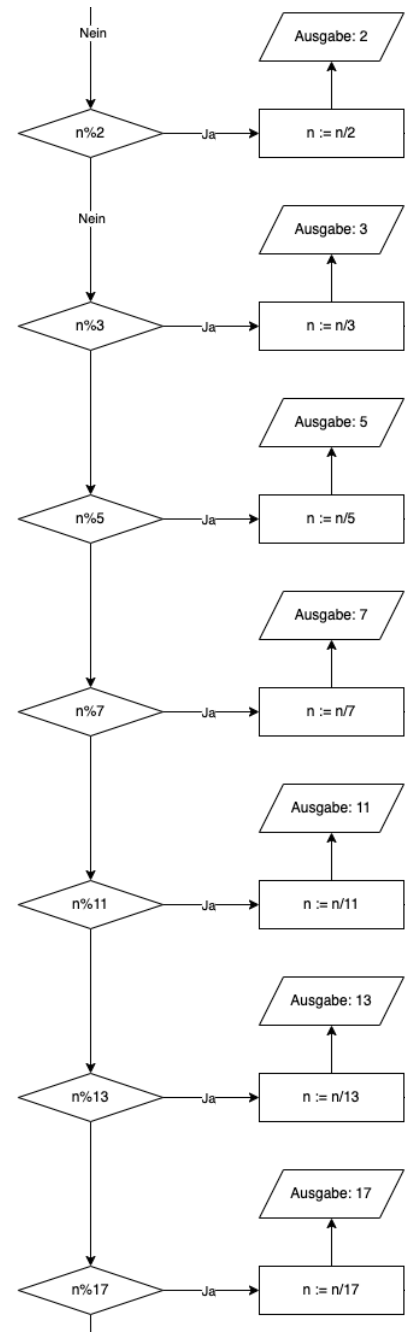 Nein
Ausgabe: 2
n%2
Ja
n := n/2
Nein
Ausgabe: 3
n%3
Ja
n := n/3
Ausgabe: 5
n%5
Ja
n := n/5
Ausgabe: 7
n%7
Ja
n := n/7
Ausgabe: 11
n%11
Ja
n := n/11
Ausgabe: 13
n%13
Ja
n := n/13
Ausgabe: 17
n%17
Ja
n := n/17